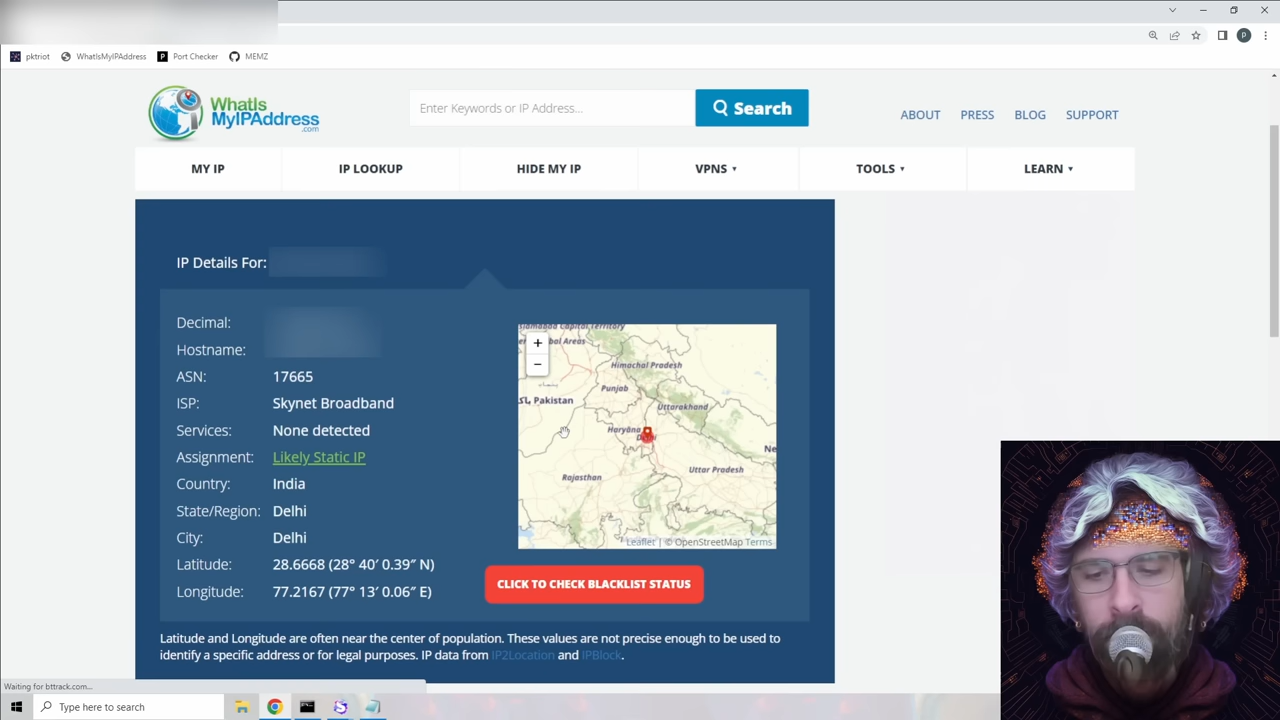 pktriot
WhatIsMyIPAddress
Port Checker
MEMZ
P
WhatIs
MyIPAddress
.com
Enter Keywords or IP Address...
Search
ABOUT
PRESS
BLOG
SUPPORT
MY IP
IP LOOKUP
HIDE MY IP
VPNS
TOOLS
LEARN
IP Details For:
Decimal:
Hostname:
ASN: 17665
ISP: Skynet Broadband
Services: None detected
Assignment: Likely Static IP
Country: India
State/Region: Delhi
City: Delhi
Latitude: 28.6668 (28° 40′ 0.39″ N)
Longitude: 77.2167 (77° 13′ 0.06″ E)
+
−
Himachal Pradesh
Punjab
Pakistan
Uttarakhand
Haryāna
Delhi
Ne
Uttar Pradesh
Rajasthan
Leaflet | © OpenStreetMap Terms
CLICK TO CHECK BLACKLIST STATUS
Latitude and Longitude are often near the center of population. These values are not precise enough to be used to
identify a specific address or for legal purposes. IP data from IP2Location and IPBlock.
Waiting for bttrack.com...
Type here to search